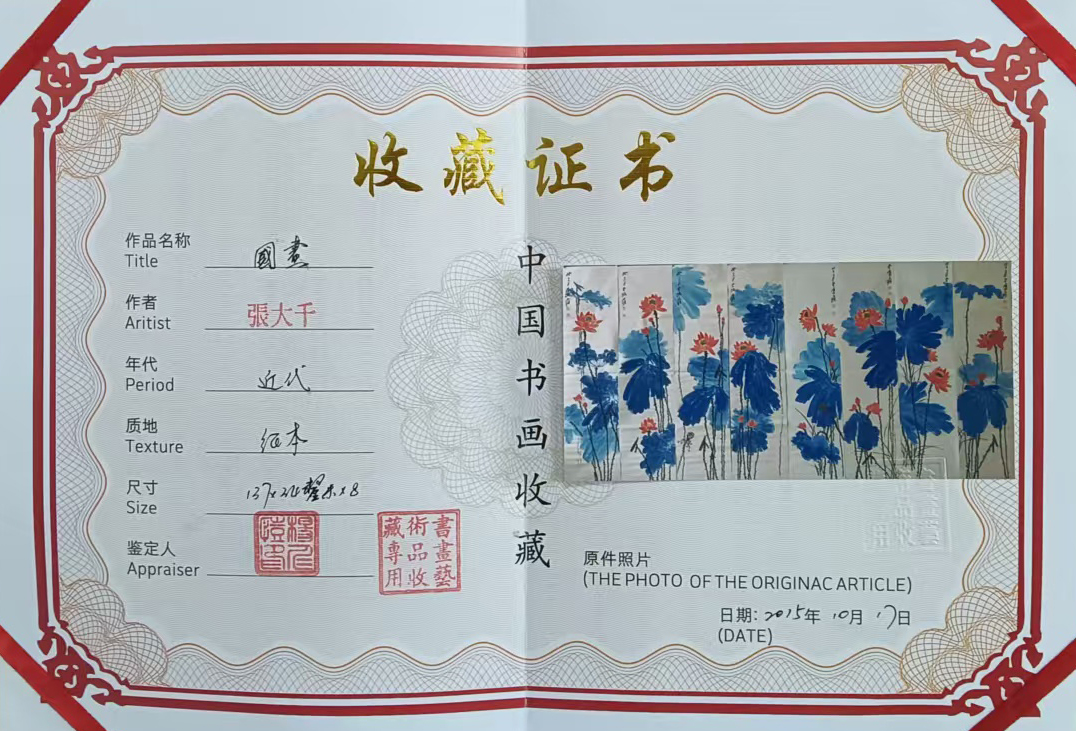 收藏证书
作品名称
Title
國畫
作者
Aritist
張大千
年代
Period
近代
质地
Texture
纸本
尺寸
Size
137x
x8
鉴定人
Appraiser
書畫藝
術品收
藏專用
中国书画收藏
原件照片
(THE PHOTO OF THE ORIGINAC ARTICLE)
日期: 2015年 10月 17日
(DATE)